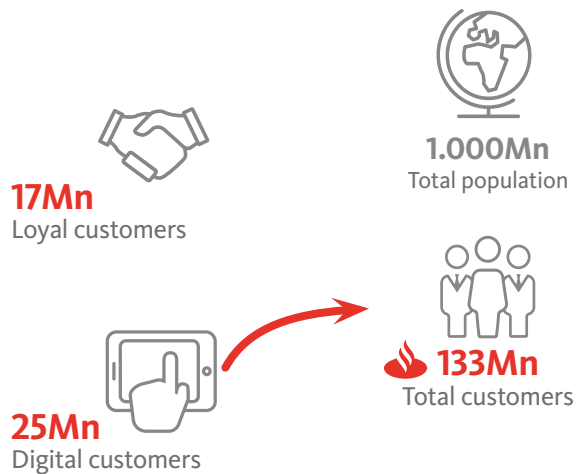 17Mn
Loyal customers
1.000Mn
Total population
25Mn
Digital customers
133Mn
Total customers